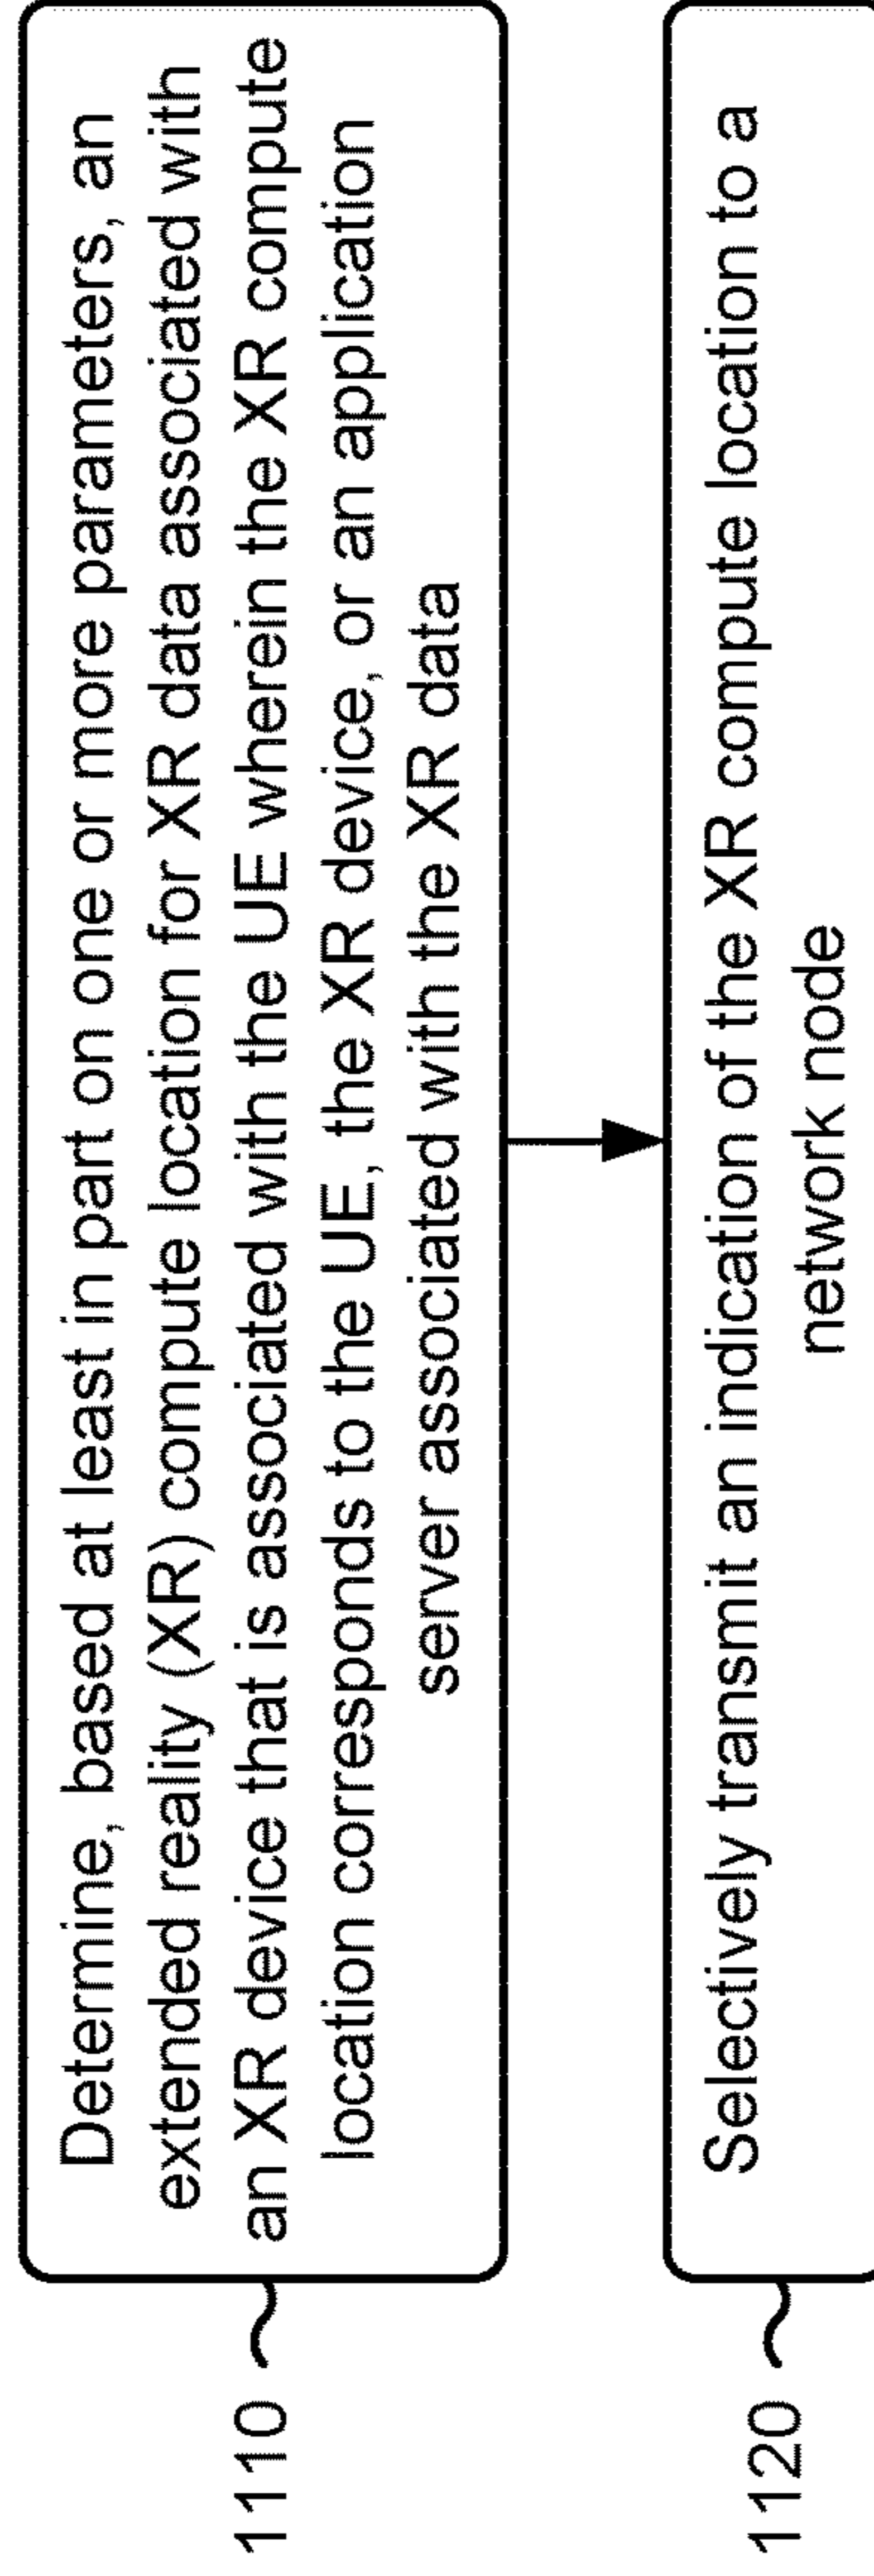 Determine, based at least in part on one or more parameters, an
extended reality (XR) compute location for XR data associated with
an XR device that is associated with the UE wherein the XR compute
location corresponds to the UE, the XR device, or an application
server associated with the XR data
1110
Selectively transmit an indication of the XR compute location to a
network node
1120